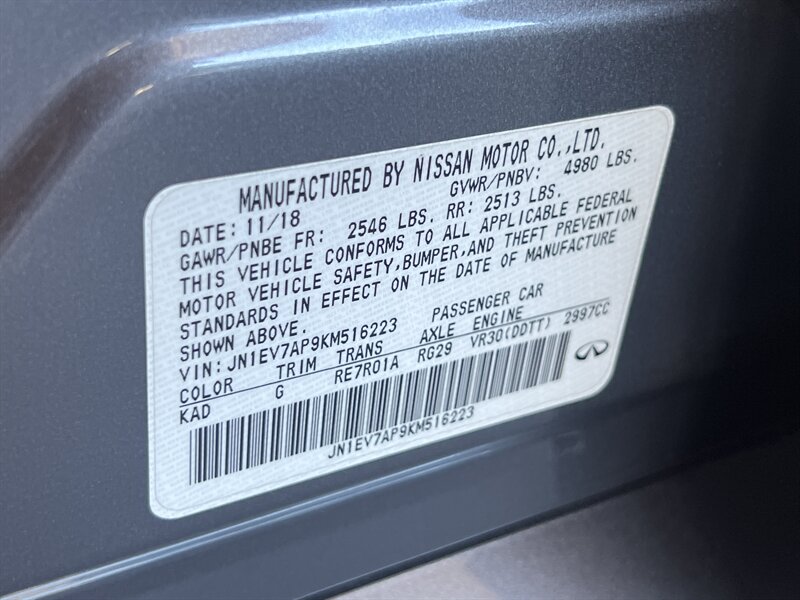 MANUFACTURED BY NISSAN MOTOR CO.,LTD.
DATE: 11/18 GVWR/PNBV: 4980 LBS.
GAWR/PNBE FR: 2546 LBS. RR: 2513 LBS.
THIS VEHICLE CONFORMS TO ALL APPLICABLE FEDERAL
MOTOR VEHICLE SAFETY,BUMPER,AND THEFT PREVENTION
STANDARDS IN EFFECT ON THE DATE OF MANUFACTURE
SHOWN ABOVE.
VIN: JN1EV7AP9KM516223 PASSENGER CAR
COLOR TRIM TRANS AXLE ENGINE
KAD G RE7R01A RG29 VR30(DDTT) 2997CC
JN1EV7AP9KM516223